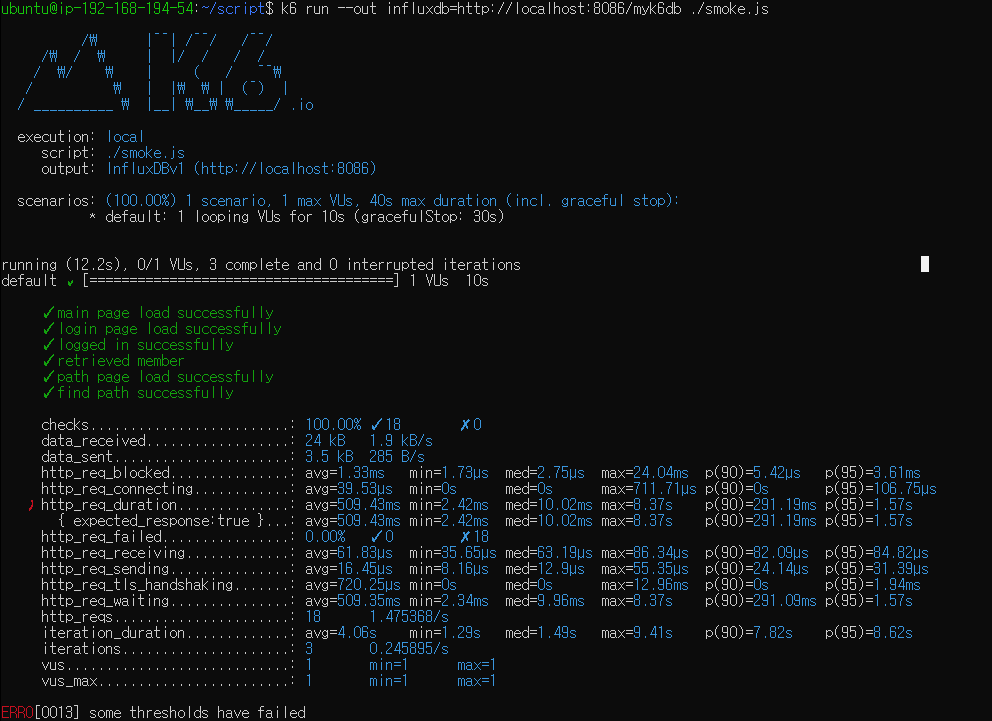 ubuntu@ip-192-168-194-54:~/script$ k6 run --out influxdb=http://localhost:8086/myk6db ./smoke.js
          /₩      |‾‾| /‾‾/   /‾‾/
     /₩  /  ₩     |  |/  /   /  /
    /  ₩/    ₩    |     (   /   ‾‾₩
   /          ₩   |  |₩  ₩ |  (‾)  |
  / __________ ₩  |__| ₩__₩ ₩_____/ .io
  execution: local
     script: ./smoke.js
     output: InfluxDBv1 (http://localhost:8086)
  scenarios: (100.00%) 1 scenario, 1 max VUs, 40s max duration (incl. graceful stop):
           * default: 1 looping VUs for 10s (gracefulStop: 30s)
running (12.2s), 0/1 VUs, 3 complete and 0 interrupted iterations
default ✓ [======================================] 1 VUs  10s
     ✓ main page load successfully
     ✓ login page load successfully
     ✓ logged in successfully
     ✓ retrieved member
     ✓ path page load successfully
     ✓ find path successfully
     checks.........................: 100.00% ✓ 18       ✗ 0
     data_received..................: 24 kB   1.9 kB/s
     data_sent......................: 3.5 kB  285 B/s
     http_req_blocked...............: avg=1.33ms   min=1.73µs  med=2.75µs  max=24.04ms  p(90)=5.42µs   p(95)=3.61ms
     http_req_connecting............: avg=39.53µs  min=0s      med=0s      max=711.71µs p(90)=0s       p(95)=106.75µs
   ✗ http_req_duration..............: avg=509.43ms min=2.42ms  med=10.02ms max=8.37s    p(90)=291.19ms p(95)=1.57s
       { expected_response:true }...: avg=509.43ms min=2.42ms  med=10.02ms max=8.37s    p(90)=291.19ms p(95)=1.57s
     http_req_failed................: 0.00%   ✓ 0        ✗ 18
     http_req_receiving.............: avg=61.83µs  min=35.65µs med=63.19µs max=86.34µs  p(90)=82.09µs  p(95)=84.82µs
     http_req_sending...............: avg=16.45µs  min=8.16µs  med=12.9µs  max=55.35µs  p(90)=24.14µs  p(95)=31.39µs
     http_req_tls_handshaking.......: avg=720.25µs min=0s      med=0s      max=12.96ms  p(90)=0s       p(95)=1.94ms
     http_req_waiting...............: avg=509.35ms min=2.34ms  med=9.96ms  max=8.37s    p(90)=291.09ms p(95)=1.57s
     http_reqs......................: 18      1.475368/s
     iteration_duration.............: avg=4.06s    min=1.29s   med=1.49s   max=9.41s    p(90)=7.82s    p(95)=8.62s
     iterations.....................: 3       0.245895/s
     vus............................: 1       min=1      max=1
     vus_max........................: 1       min=1      max=1
ERRO[0013] some thresholds have failed